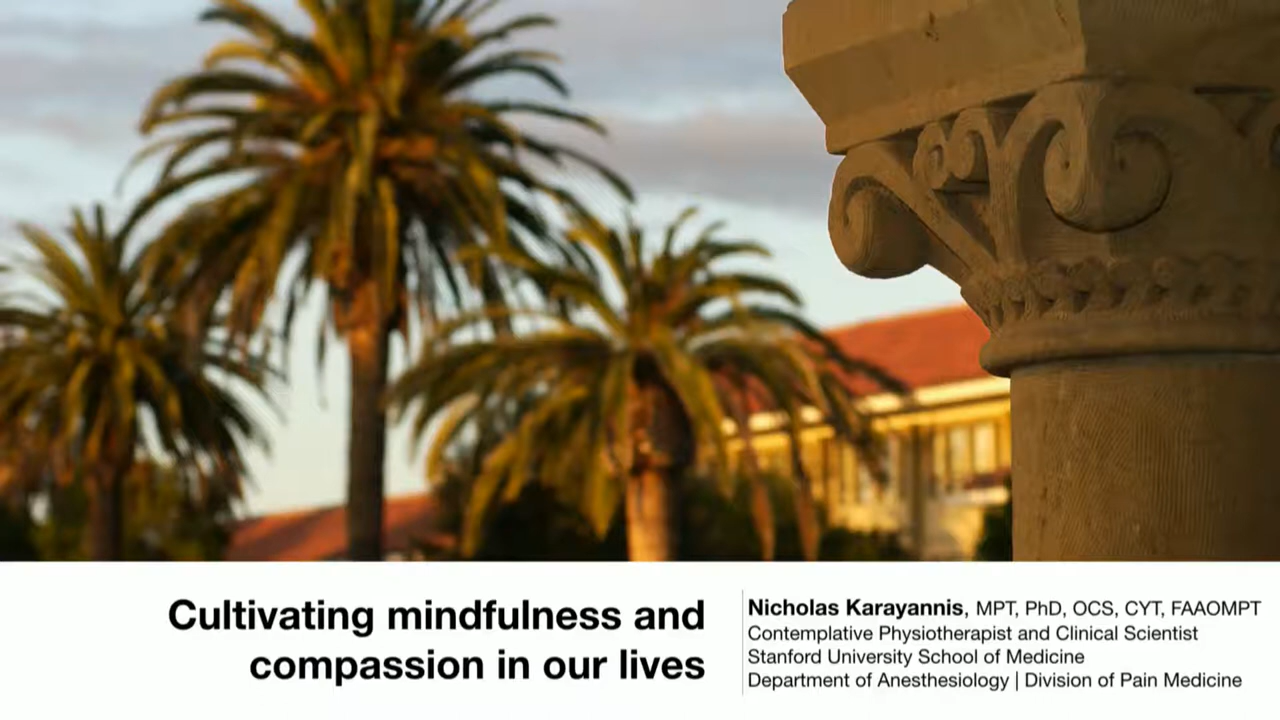 Cultivating mindfulness and
compassion in our lives
Nicholas Karayannis, MPT, PhD, OCS, CYT, FAAOMPT
Contemplative Physiotherapist and Clinical Scientist
Stanford University School of Medicine
Department of Anesthesiology | Division of Pain Medicine